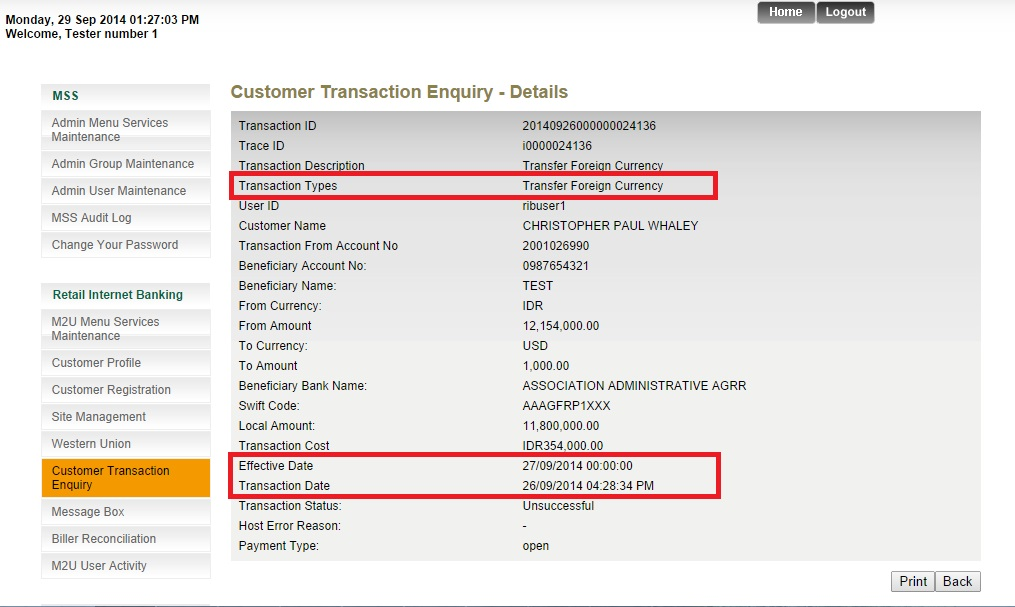 Monday, 29 Sep 2014 01:27:03 PM
Welcome, Tester number 1
Home Logout
MSS
Admin Menu Services
Maintenance
Admin Group Maintenance
Admin User Maintenance
MSS Audit Log
Change Your Password
Retail Internet Banking
M2U Menu Services
Maintenance
Customer Profile
Customer Registration
Site Management
Western Union
Customer Transaction
Enquiry
Message Box
Biller Reconciliation
M2U User Activity
Customer Transaction Enquiry - Details
Transaction ID 20140926000000024136
Trace ID i0000024136
Transaction Description Transfer Foreign Currency
Transaction Types Transfer Foreign Currency
User ID ribuser1
Customer Name CHRISTOPHER PAUL WHALEY
Transaction From Account No 2001026990
Beneficiary Account No: 0987654321
Beneficiary Name: TEST
From Currency: IDR
From Amount 12,154,000.00
To Currency: USD
To Amount 1,000.00
Beneficiary Bank Name: ASSOCIATION ADMINISTRATIVE AGRR
Swift Code: AAAGFRP1XXX
Local Amount: 11,800,000.00
Transaction Cost IDR354,000.00
Effective Date 27/09/2014 00:00:00
Transaction Date 26/09/2014 04:28:34 PM
Transaction Status: Unsuccessful
Host Error Reason: -
Payment Type: open
Print Back